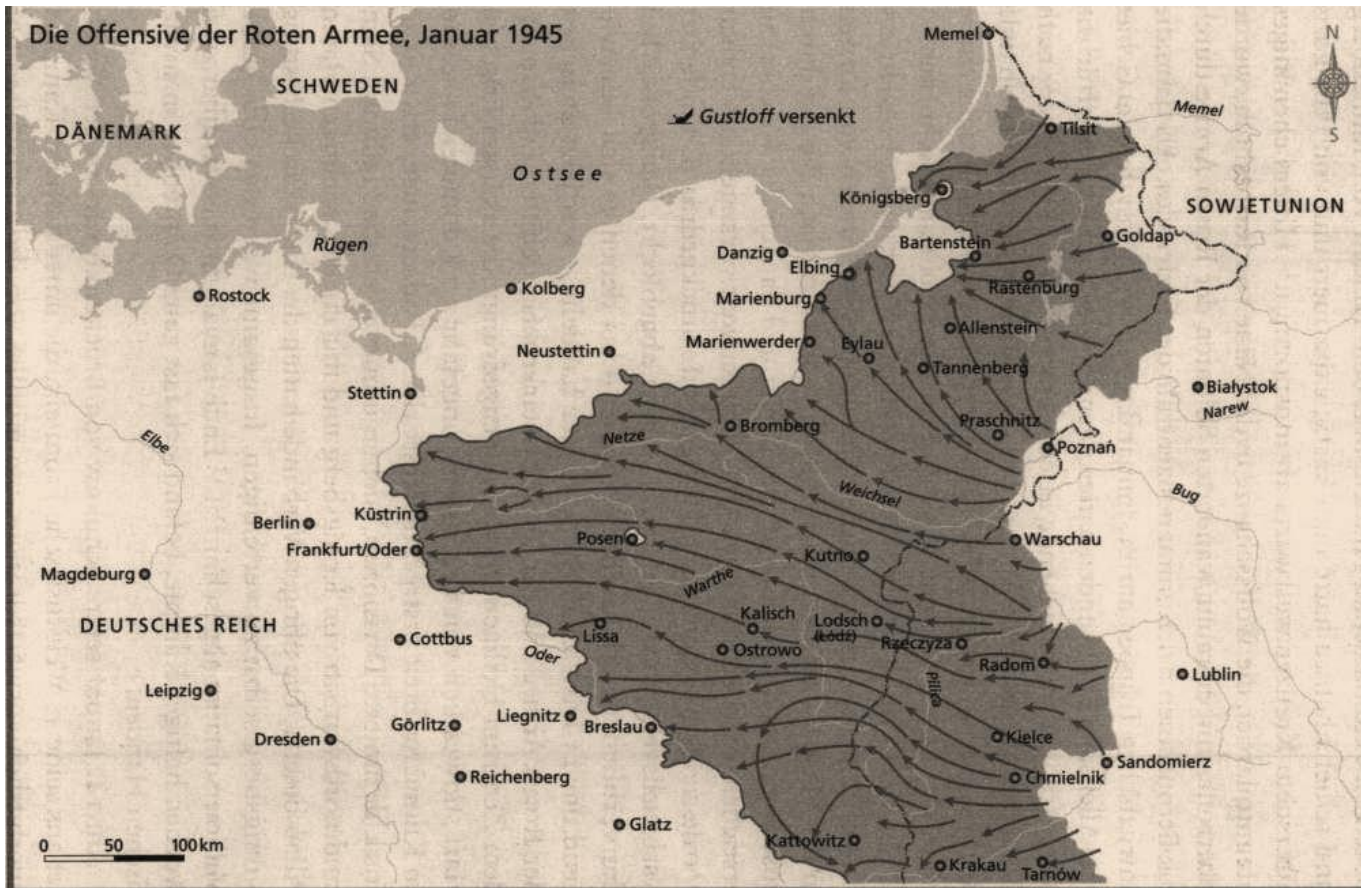 Die Offensive der Roten Armee, Januar 1945
SCHWEDEN
DÄNEMARK
Memel
N
S
Gustloff versenkt
Memel
Tilsit
Ostsee
Königsberg
SOWJETUNION
Rügen
Bartenstein
Goldap
Danzig
Elbing
Rostock
Kolberg
Rastenburg
Marienburg
Allenstein
Marienwerder
Eylau
Neustettin
Tannenberg
Stettin
Białystok
Narew
Elbe
Bromberg
Praschnitz
Netze
Poznań
Weichsel
Bug
Küstrin
Berlin
Posen
Warschau
Frankfurt/Oder
Kutno
Magdeburg
Warthe
DEUTSCHES REICH
Kalisch
Lodsch
(Łódź)
Cottbus
Lissa
Rzeczyza
Oder
Ostrowo
Radom
Lublin
Leipzig
Pilica
Liegnitz
Görlitz
Breslau
Kielce
Dresden
Sandomierz
Reichenberg
Chmielnik
Glatz
Kattowitz
0 50 100 km
Krakau
Tarnów